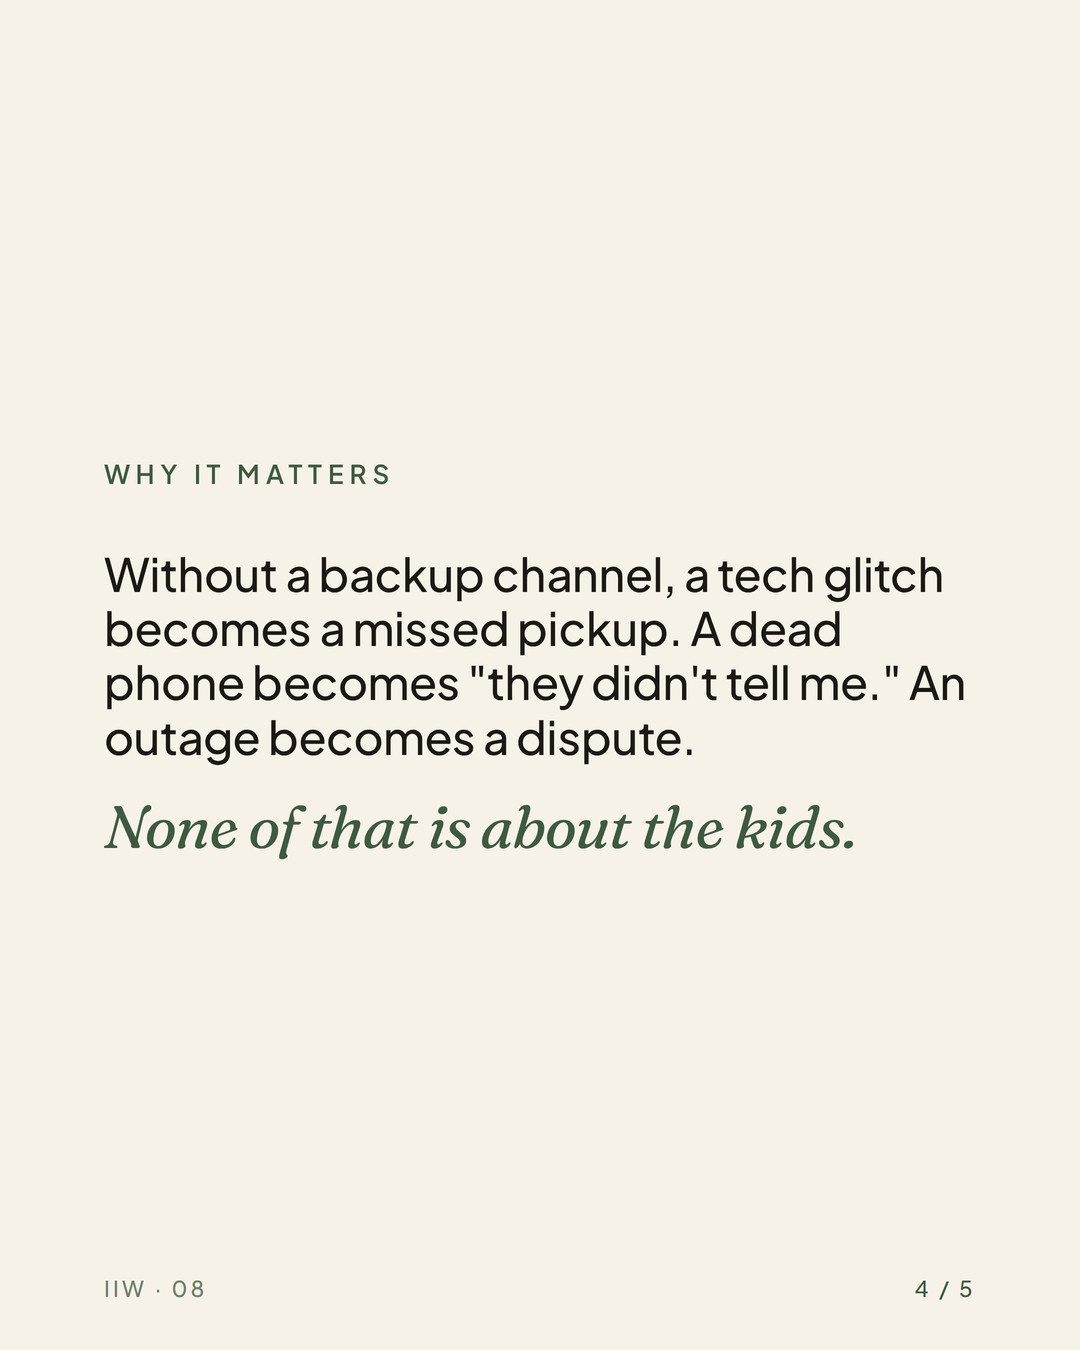 WHY IT MATTERS
Without a backup channel, a tech glitch
becomes a missed pickup. A dead
phone becomes "they didn't tell me." An
outage becomes a dispute.
None of that is about the kids.
IIW · 08
4 / 5